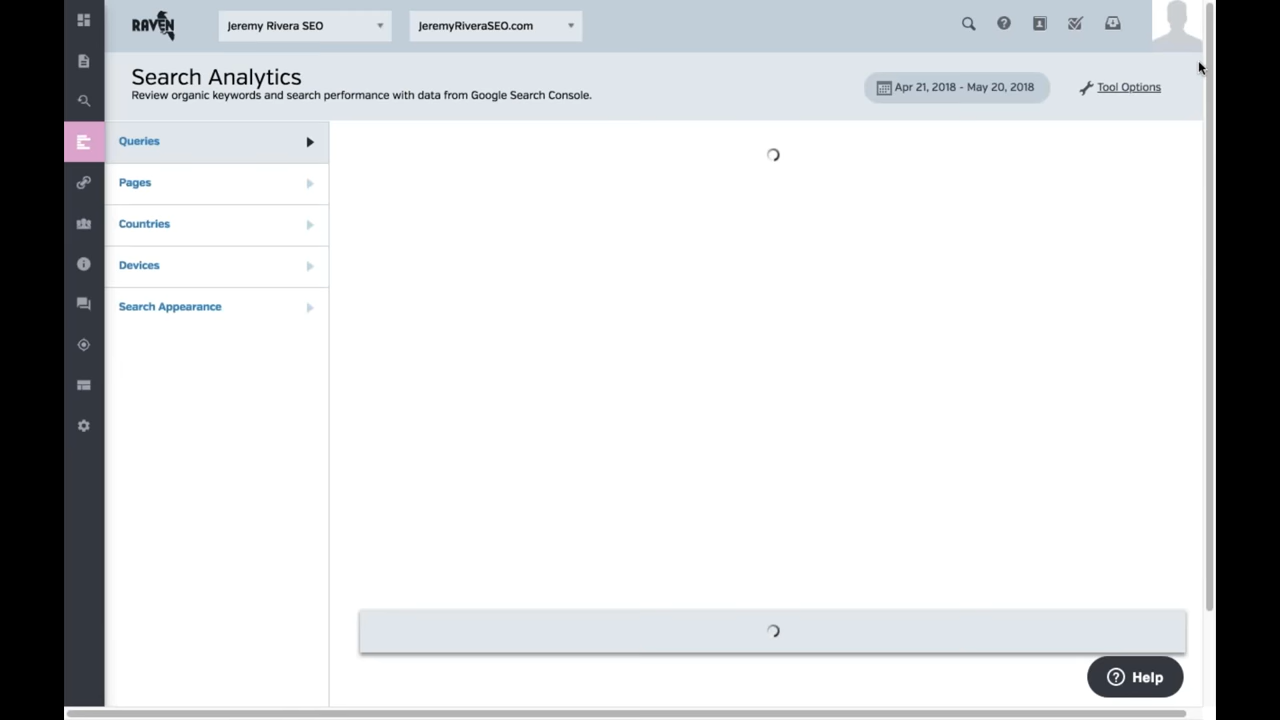 RAVEN
Jeremy Rivera SEO
JeremyRiveraSEO.com
Search Analytics
Review organic keywords and search performance with data from Google Search Console.
Apr 21, 2018 - May 20, 2018
Tool Options
Queries
Pages
Countries
Devices
Search Appearance
Help